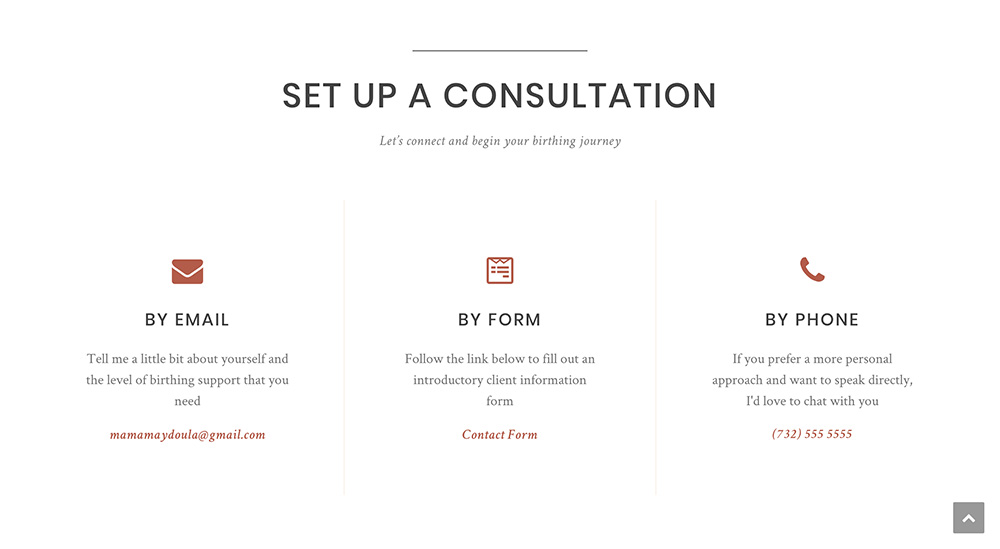 SET UP A CONSULTATION
Let’s connect and begin your birthing journey
BY EMAIL
Tell me a little bit about yourself and
the level of birthing support that you
need
mamamaydoula@gmail.com
BY FORM
Follow the link below to fill out an
introductory client information
form
Contact Form
BY PHONE
If you prefer a more personal
approach and want to speak directly,
I'd love to chat with you
(732) 555 5555